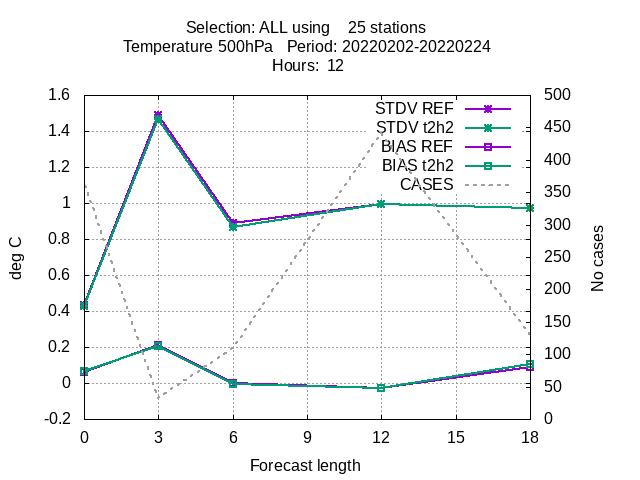 Selection: ALL using 25 stations
Temperature 500hPa Period: 20220202-20220224
Hours: 12
STDV REF
STDV t2h2
BIAS REF
BIAS t2h2
CASES
deg C
1.6
1.4
1.2
1
0.8
0.6
0.4
0.2
0
-0.2
500
450
400
350
300
250
200
150
100
50
0
No cases
0 3 6 9 12 15 18
Forecast length